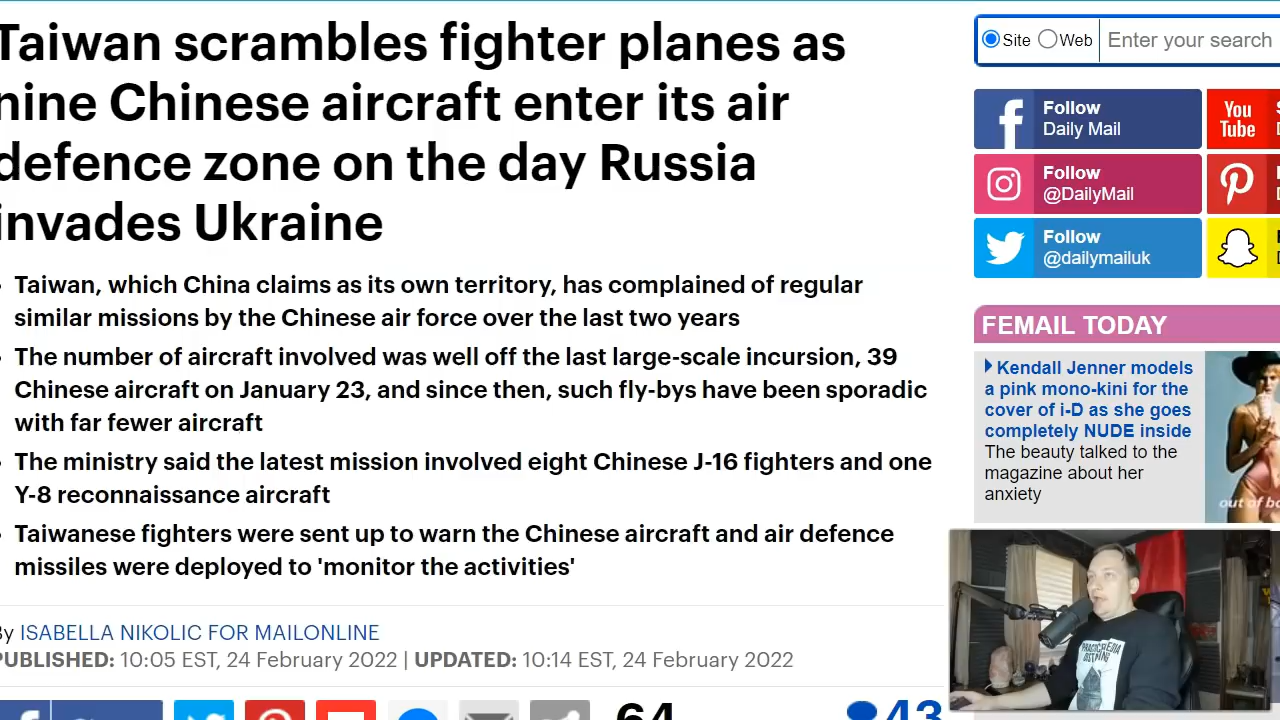 Taiwan scrambles fighter planes as
nine Chinese aircraft enter its air
defence zone on the day Russia
invades Ukraine
Taiwan, which China claims as its own territory, has complained of regular
similar missions by the Chinese air force over the last two years
The number of aircraft involved was well off the last large-scale incursion, 39
Chinese aircraft on January 23, and since then, such fly-bys have been sporadic
with far fewer aircraft
The ministry said the latest mission involved eight Chinese J-16 fighters and one
Y-8 reconnaissance aircraft
Taiwanese fighters were sent up to warn the Chinese aircraft and air defence
missiles were deployed to 'monitor the activities'
By ISABELLA NIKOLIC FOR MAILONLINE
PUBLISHED: 10:05 EST, 24 February 2022 | UPDATED: 10:14 EST, 24 February 2022
64
43
Site Web Enter your search
Follow
Daily Mail
You
Tube
Follow
@DailyMail
Follow
@dailymailuk
FEMAIL TODAY
Kendall Jenner models
a pink mono-kini for the
cover of i-D as she goes
completely NUDE inside
The beauty talked to the
magazine about her
anxiety
out of